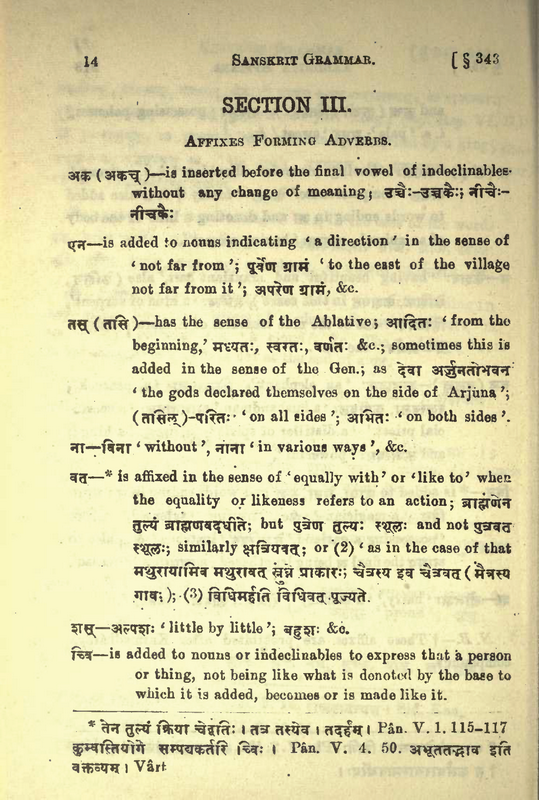 14 SANSKRIT GRAMMAR. [ § 343
SECTION III.
AFFIXES FORMING ADVERBS.
अक ( अकच् )—is inserted before the final vowel of indeclinables
without any change of meaning; उच्चैः-उच्चकैः; नीचैः-
नीचकैः
एन—is added to nouns indicating ‘ a direction ’ in the sense of
‘ not far from ’; पूर्वेण ग्रामं ‘ to the east of the village
not far from it ’; अपरेण ग्रामं, &c.
तस् ( तासि )—has the sense of the Ablative; आदितः ‘ from the
beginning,’ मध्यतः, स्वरतः, वर्णतः &c.; sometimes this is
added in the sense of the Gen.; as देवा अर्जुनतोभवन
‘ the gods declared themselves on the side of Arjuna ’;
(तासिल्)-परितः ‘ on all sides ’; अभितः ‘ on both sides ’.
ना—बिना ‘ without ’, नाना ‘ in various ways ’, &c.
वत—* is affixed in the sense of ‘ equally with ’ or ‘ like to ’ when
the equality or likeness refers to an action; ब्राह्मणेन
तुल्यं ब्राह्मणवदधीते; but पुत्रेण तुल्यः स्थूलः and not पुत्रवत
स्थूलः; similarly क्षत्रियवत्; or (2) ‘ as in the case of that
मथुरायामिव मथुरावत् स्रुघ्ने प्राकारः; चैत्रस्य इव चैत्रवत ( मैत्रस्य
गावः ); (3) विधिमर्हति विधिवत् पूज्यते.
शस्—अल्पशः ‘ little by little ’; बहुशः &c.
च्वि—is added to nouns or indeclinables to express that a person
or thing, not being like what is denoted by the base to
which it is added, becomes or is made like it.
* तेन तुल्यं क्रिया चेद्वतिः । तत्र तस्येव । तदर्हम् । Pân. V. 1. 115–117
कृभ्वस्तियोगे सम्पद्यकर्तरि च्विः । Pân. V. 4. 50. अभूततद्भाव इति
वक्तव्यम् । Vârt